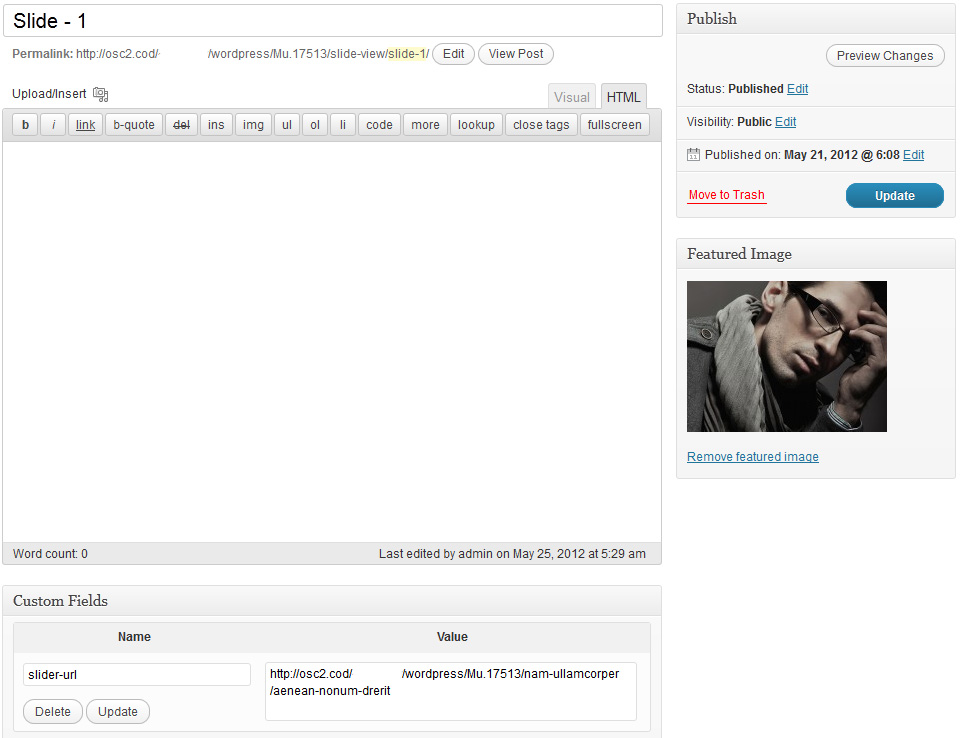 Slide - 1
Permalink: http://osc2.cod/ /wordpress/Mu.17513/slide-view/slide-1/ Edit View Post
Upload/Insert
Visual HTML
b i link b-quote del ins img ul ol li code more lookup close tags fullscreen
Word count: 0 Last edited by admin on May 25, 2012 at 5:29 am
Custom Fields
Name Value
slider-url
http://osc2.cod/ /wordpress/Mu.17513/nam-ullamcorper
/aenean-nonum-drerit
Delete Update
Publish
Preview Changes
Status: Published Edit
Visibility: Public Edit
Published on: May 21, 2012 @ 6:08 Edit
Move to Trash Update
Featured Image
Remove featured image